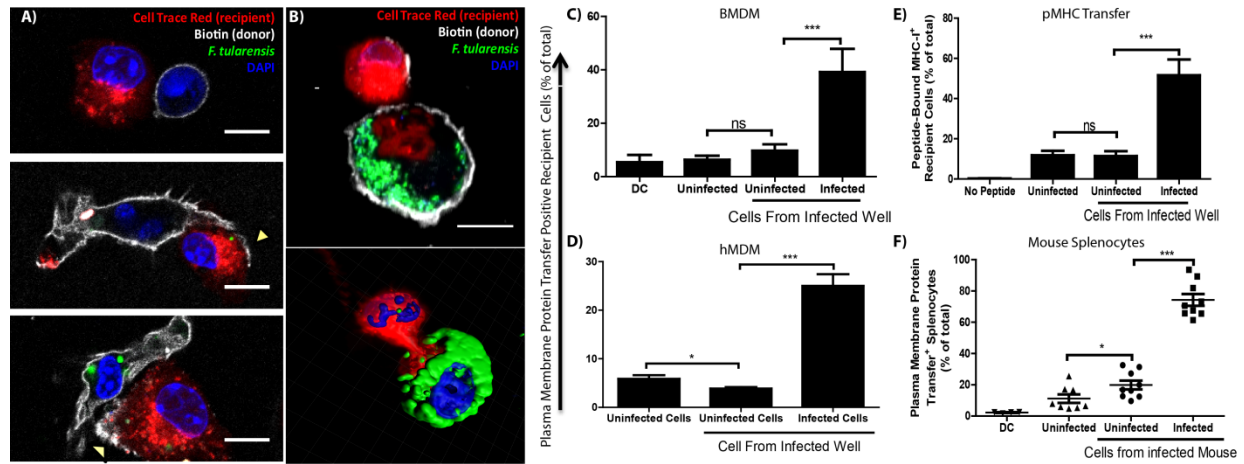 A)
Cell Trace Red (recipient)
Biotin (donor)
F. tularensis
DAPI
B)
Cell Trace Red (recipient)
Biotin (donor)
F. tularensis
DAPI
Plasma Membrane Protein Transfer Positive Recipient Cells (% of total)
C)
BMDM
60
40
20
0
ns
***
DC
Uninfected
Uninfected
Infected
Cells From Infected Well
D)
hMDM
30
20
10
0
*
***
Uninfected Cells
Uninfected Cells
Infected Cells
Cell From Infected Well
E)
pMHC Transfer
Peptide-Bound MHC-I+
Recipient Cells (% of total)
80
60
40
20
0
ns
***
No Peptide
Uninfected
Uninfected
Infected
Cells From Infected Well
F)
Mouse Splenocytes
Plasma Membrane Protein
Transfer+ Splenocytes
(% of total)
100
80
60
40
20
0
*
***
DC
Uninfected
Uninfected
Infected
Cells from infected Mouse